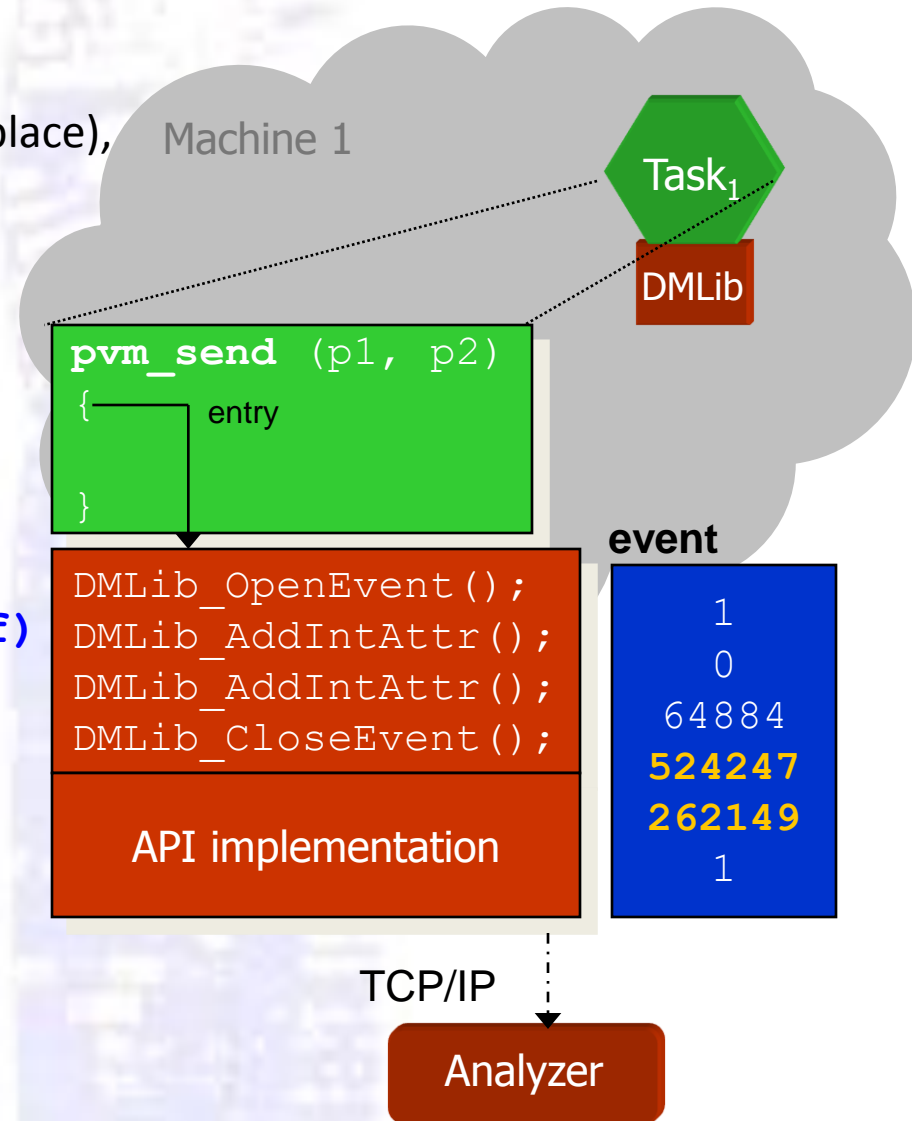 place),
Machine 1
Task1
DMLib
pvm_send (p1, p2)
{
entry
}
event
DMLib_OpenEvent();
DMLib_AddIntAttr();
DMLib_AddIntAttr();
DMLib_CloseEvent();
f)
API implementation
1
0
64884
524247
262149
1
TCP/IP
Analyzer